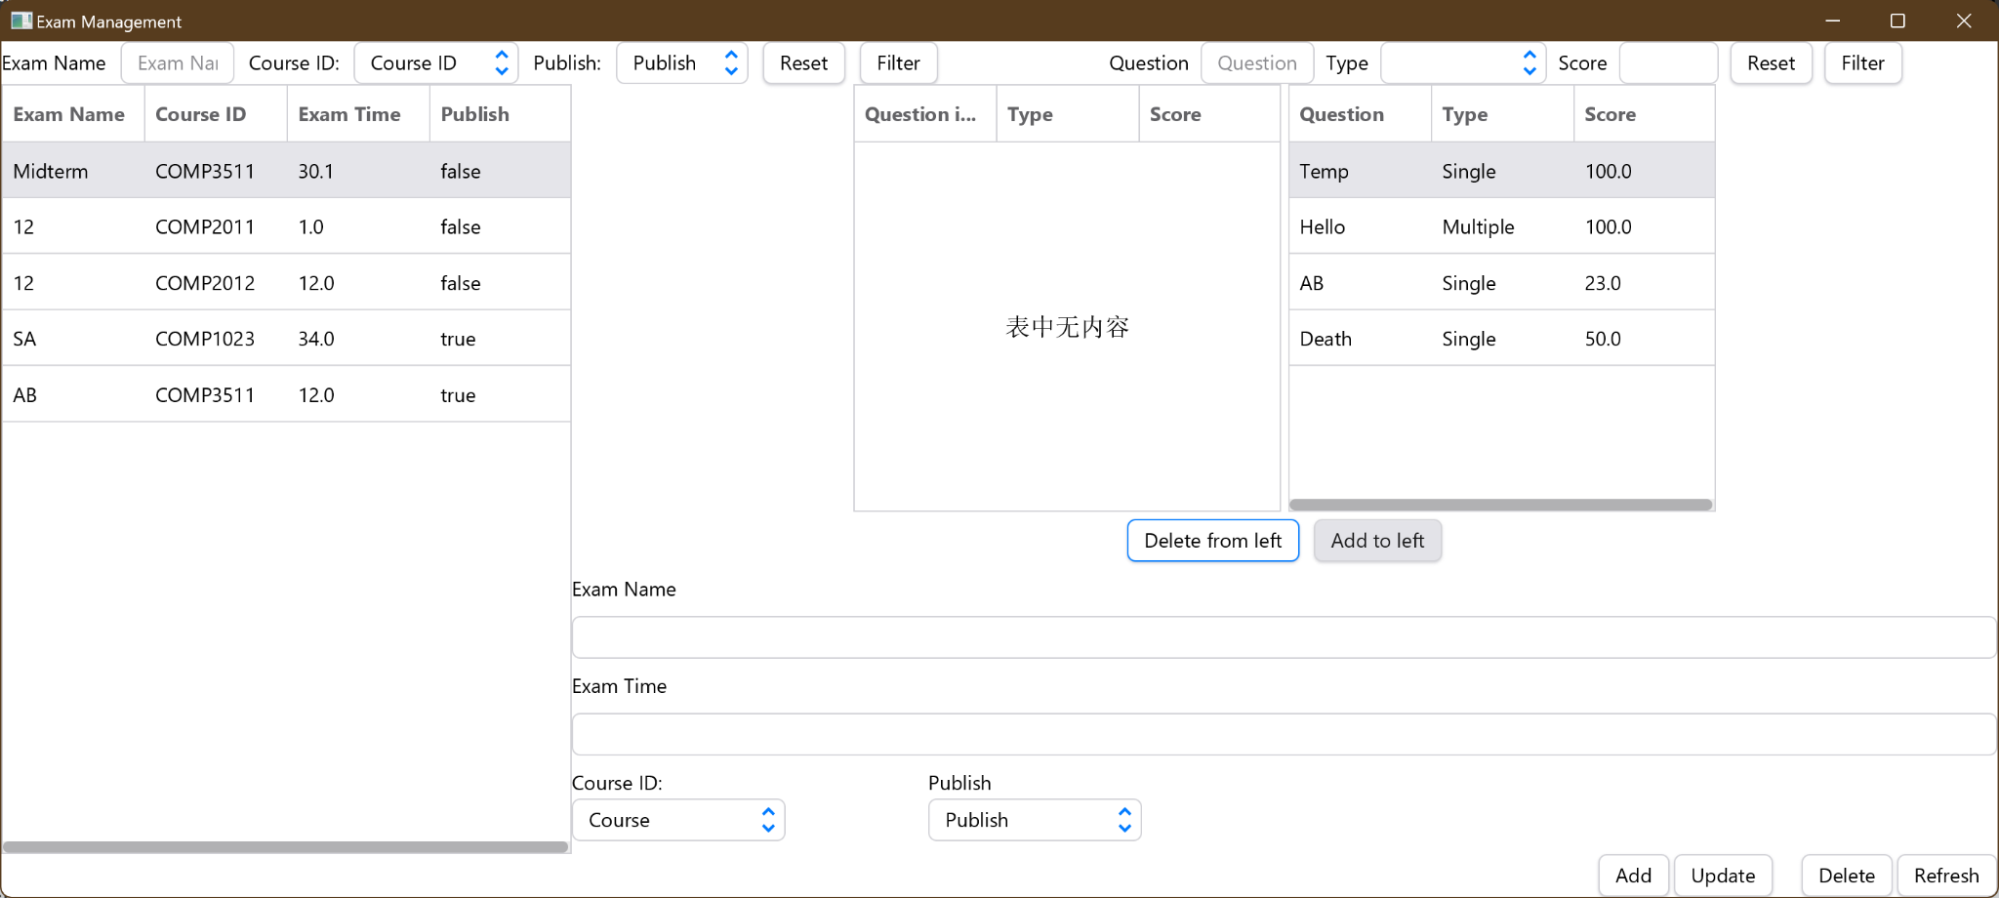 Exam Management
Exam Name Exam Nai Course ID: Course ID Publish: Publish Reset Filter Question Question Type Score Reset Filter
Exam Name Course ID Exam Time Publish
Midterm COMP3511 30.1 false
12 COMP2011 1.0 false
12 COMP2012 12.0 false
SA COMP1023 34.0 true
AB COMP3511 12.0 true
Question i... Type Score
表中无内容
Question Type Score
Temp Single 100.0
Hello Multiple 100.0
AB Single 23.0
Death Single 50.0
Delete from left Add to left
Exam Name
Exam Time
Course ID: Publish
Course Publish
Add Update Delete Refresh